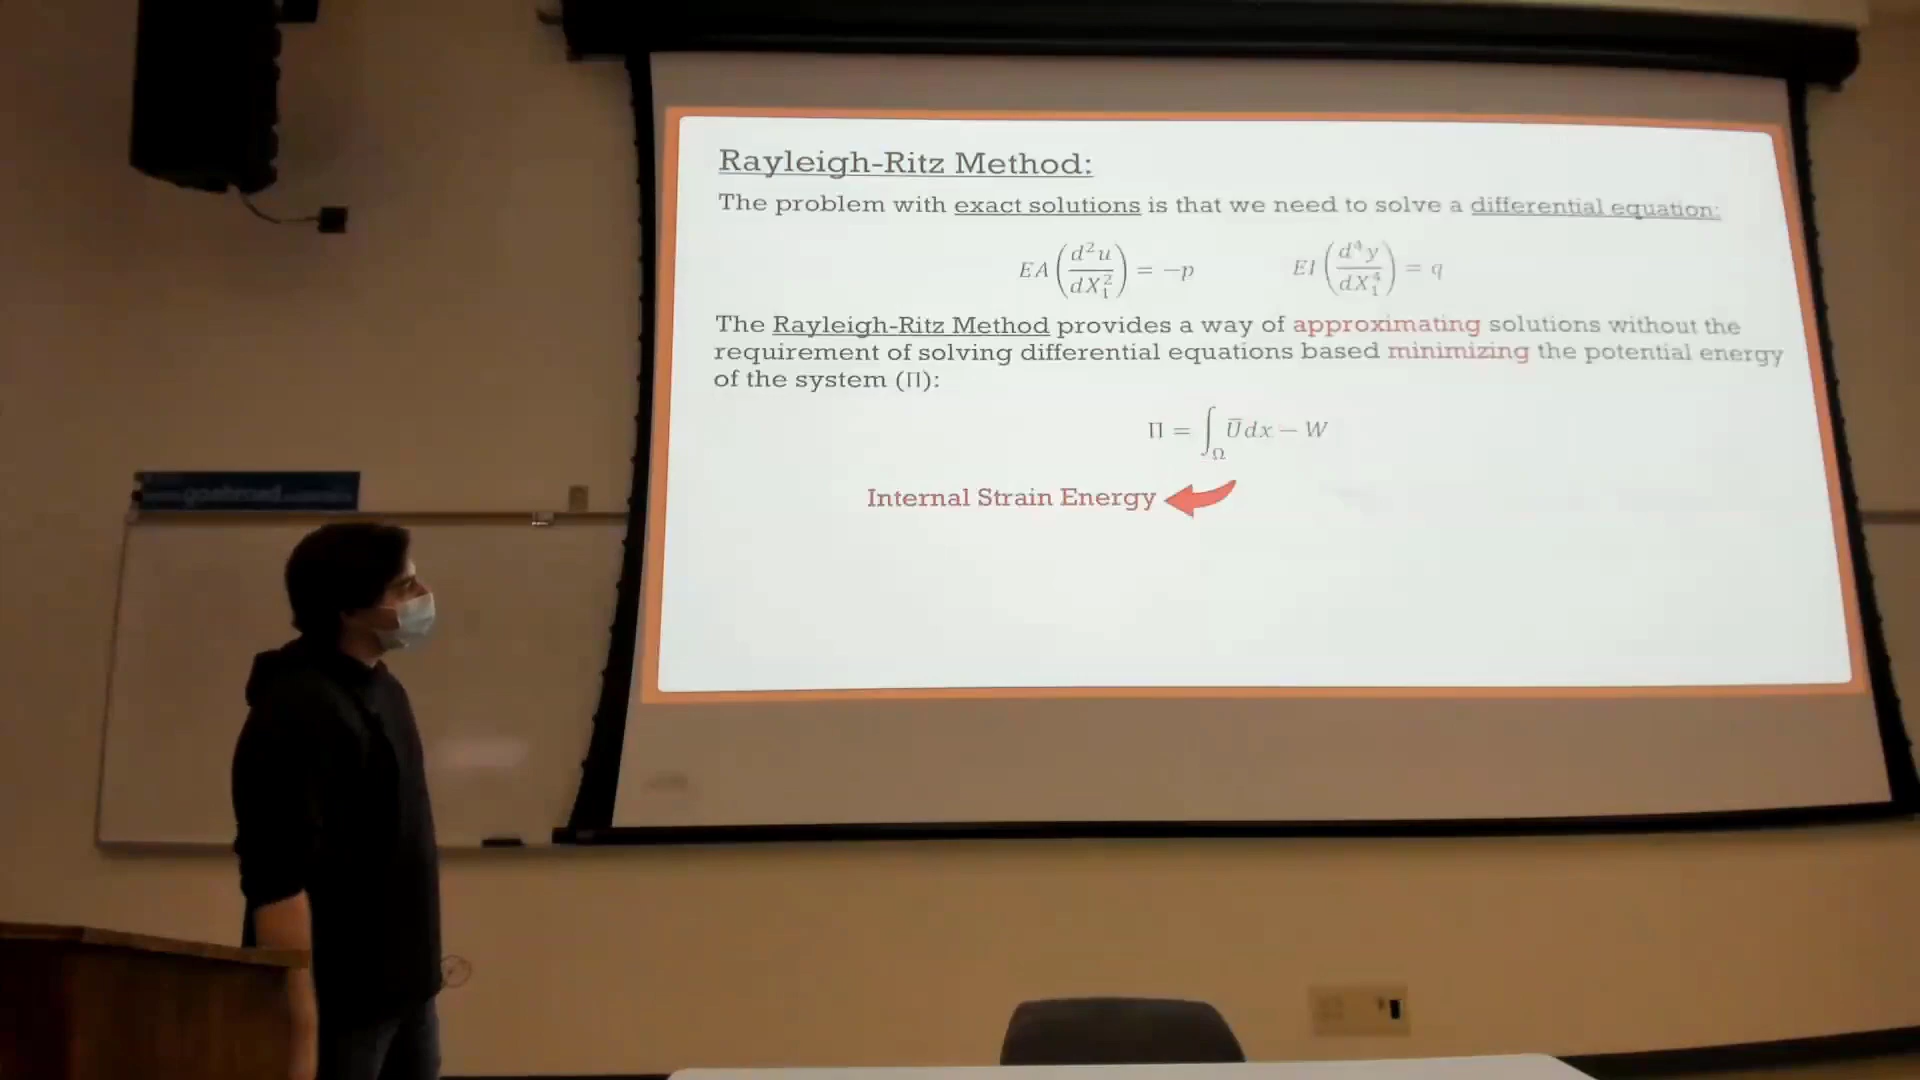 Rayleigh-Ritz Method:
The problem with exact solutions is that we need to solve a differential equation:
EA(d²u/dX₁²) = −p    EI(d⁴y/dX₁⁴) = q
The Rayleigh-Ritz Method provides a way of approximating solutions without the
requirement of solving differential equations based minimizing the potential energy
of the system (Π):
Π = ∫_Ω U̅dx − W
Internal Strain Energy